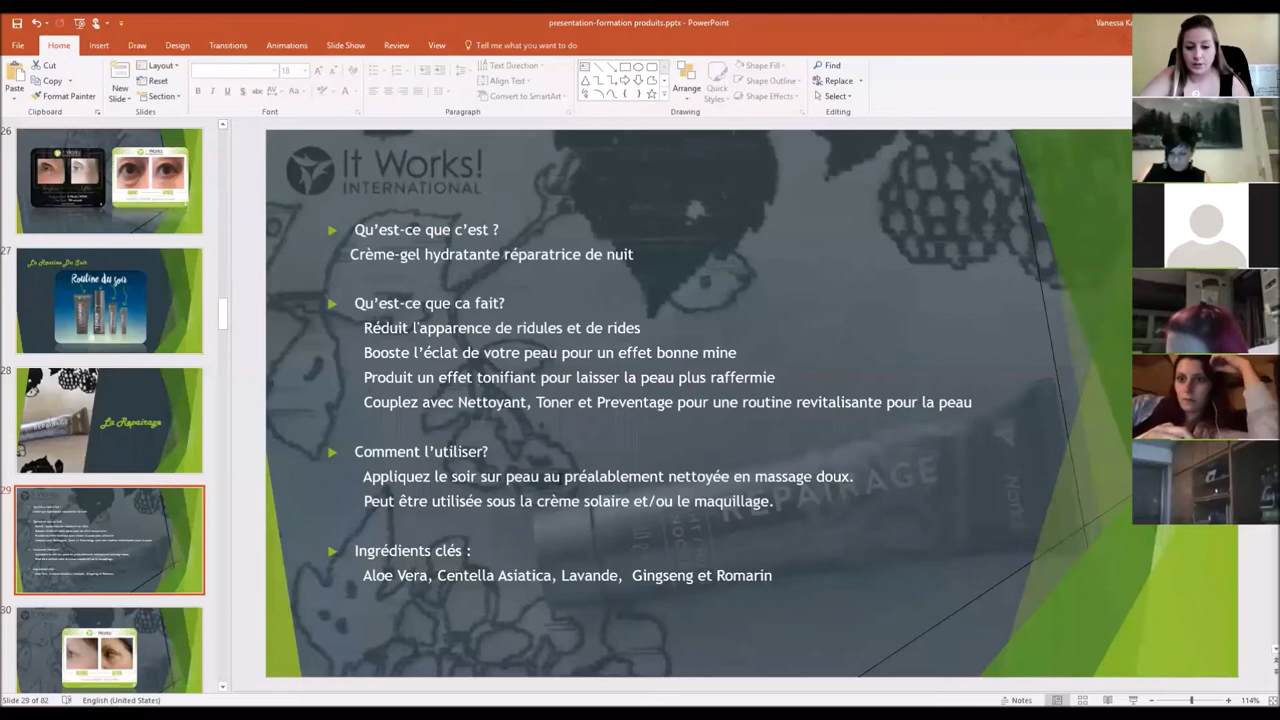 presentation-formation produits.pptx - PowerPoint
Vanessa
File Home Insert Draw Design Transitions Animations Slide Show Review View Tell me what you want to do
Paste
Cut
Copy
Format Painter
Clipboard
New Slide
Layout
Reset
Section
Slides
18
Font
Text Direction
Align Text
Convert to SmartArt
Paragraph
Arrange
Quick Styles
Shape Fill
Shape Outline
Shape Effects
Drawing
Find
Replace
Select
Editing
26
27
La Routine Du Soir
Routine du soir
28
La Repairage
29
30
It Works!
INTERNATIONAL
Qu’est-ce que c’est ?
Crème-gel hydratante réparatrice de nuit
Qu’est-ce que ca fait?
Réduit l'apparence de ridules et de rides
Booste l’éclat de votre peau pour un effet bonne mine
Produit un effet tonifiant pour laisser la peau plus raffermie
Couplez avec Nettoyant, Toner et Preventage pour une routine revitalisante pour la peau
Comment l’utiliser?
Appliquez le soir sur peau au préalablement nettoyée en massage doux.
Peut être utilisée sous la crème solaire et/ou le maquillage.
Ingrédients clés :
Aloe Vera, Centella Asiatica, Lavande, Gingseng et Romarin
Slide 29 of 82
English (United States)
Notes
114%